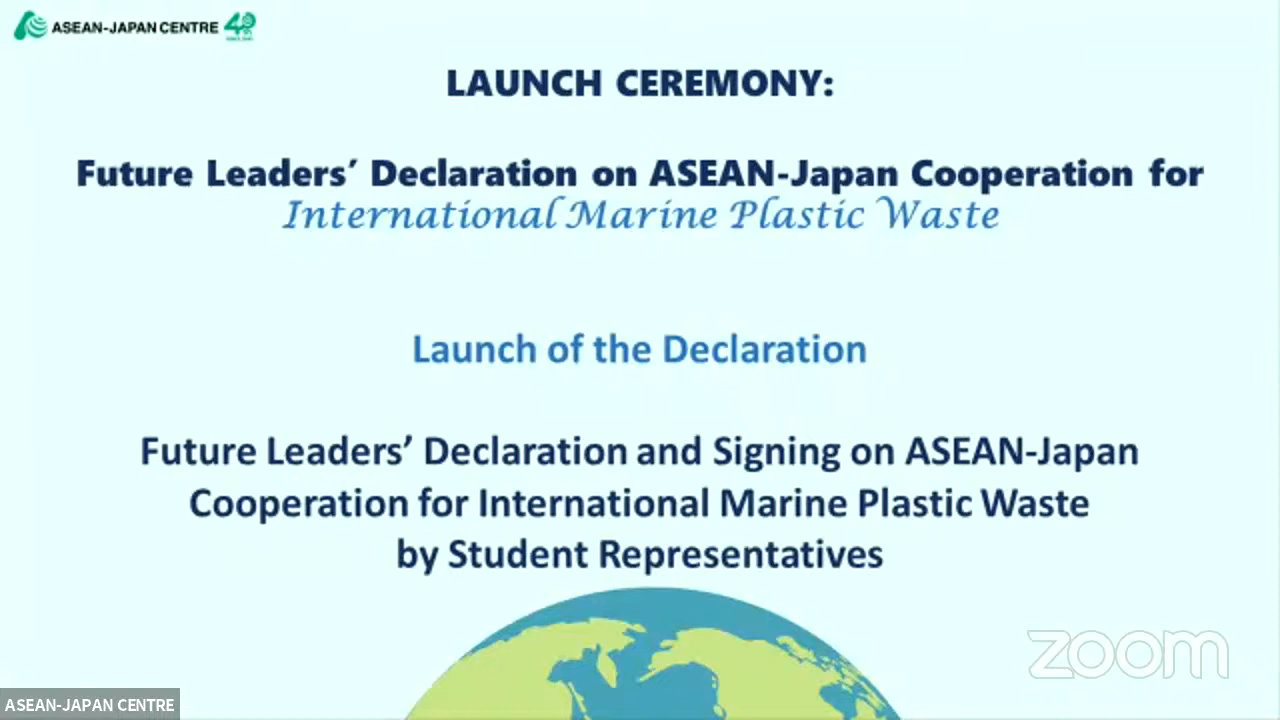 ASEAN-JAPAN CENTRE 40
LAUNCH CEREMONY:
Future Leaders’ Declaration on ASEAN-Japan Cooperation for
International Marine Plastic Waste
Launch of the Declaration
Future Leaders’ Declaration and Signing on ASEAN-Japan
Cooperation for International Marine Plastic Waste
by Student Representatives
zoom
ASEAN-JAPAN CENTRE